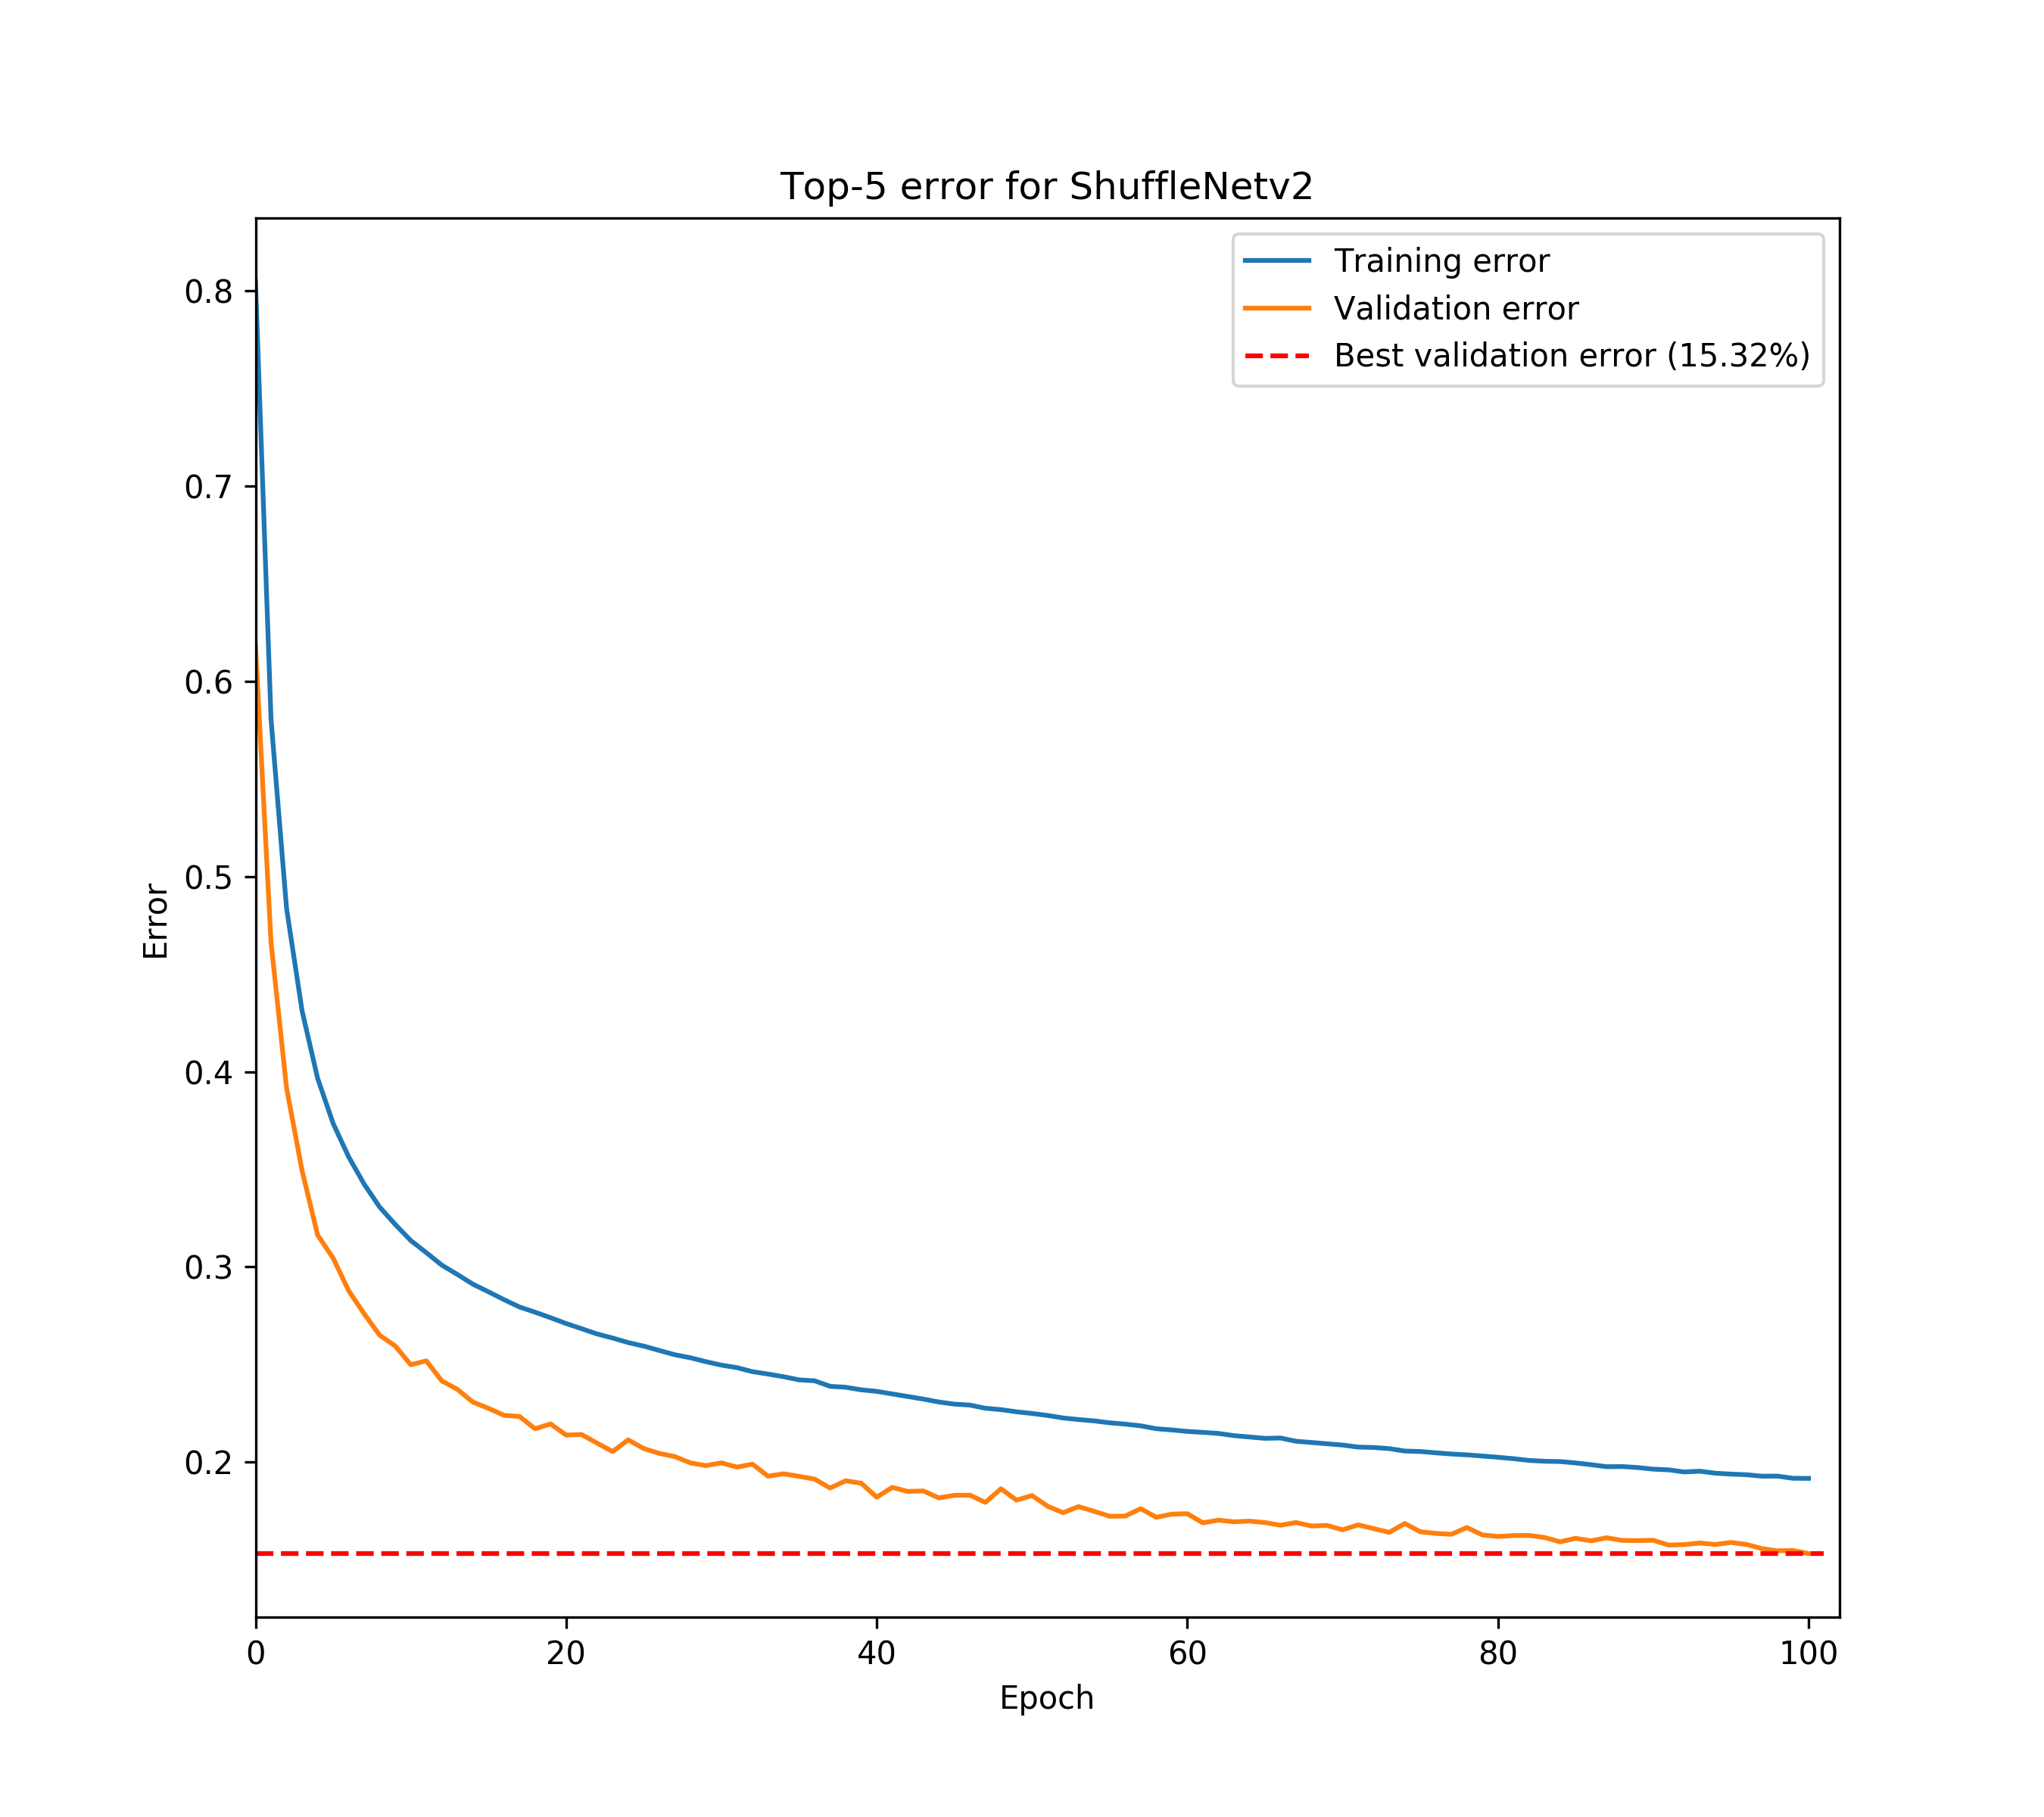 Top-5 error for ShuffleNetv2
Training error
Validation error
Best validation error (15.32%)
0.8
0.7
0.6
0.5
0.4
0.3
0.2
Error
0 20 40 60 80 100
Epoch